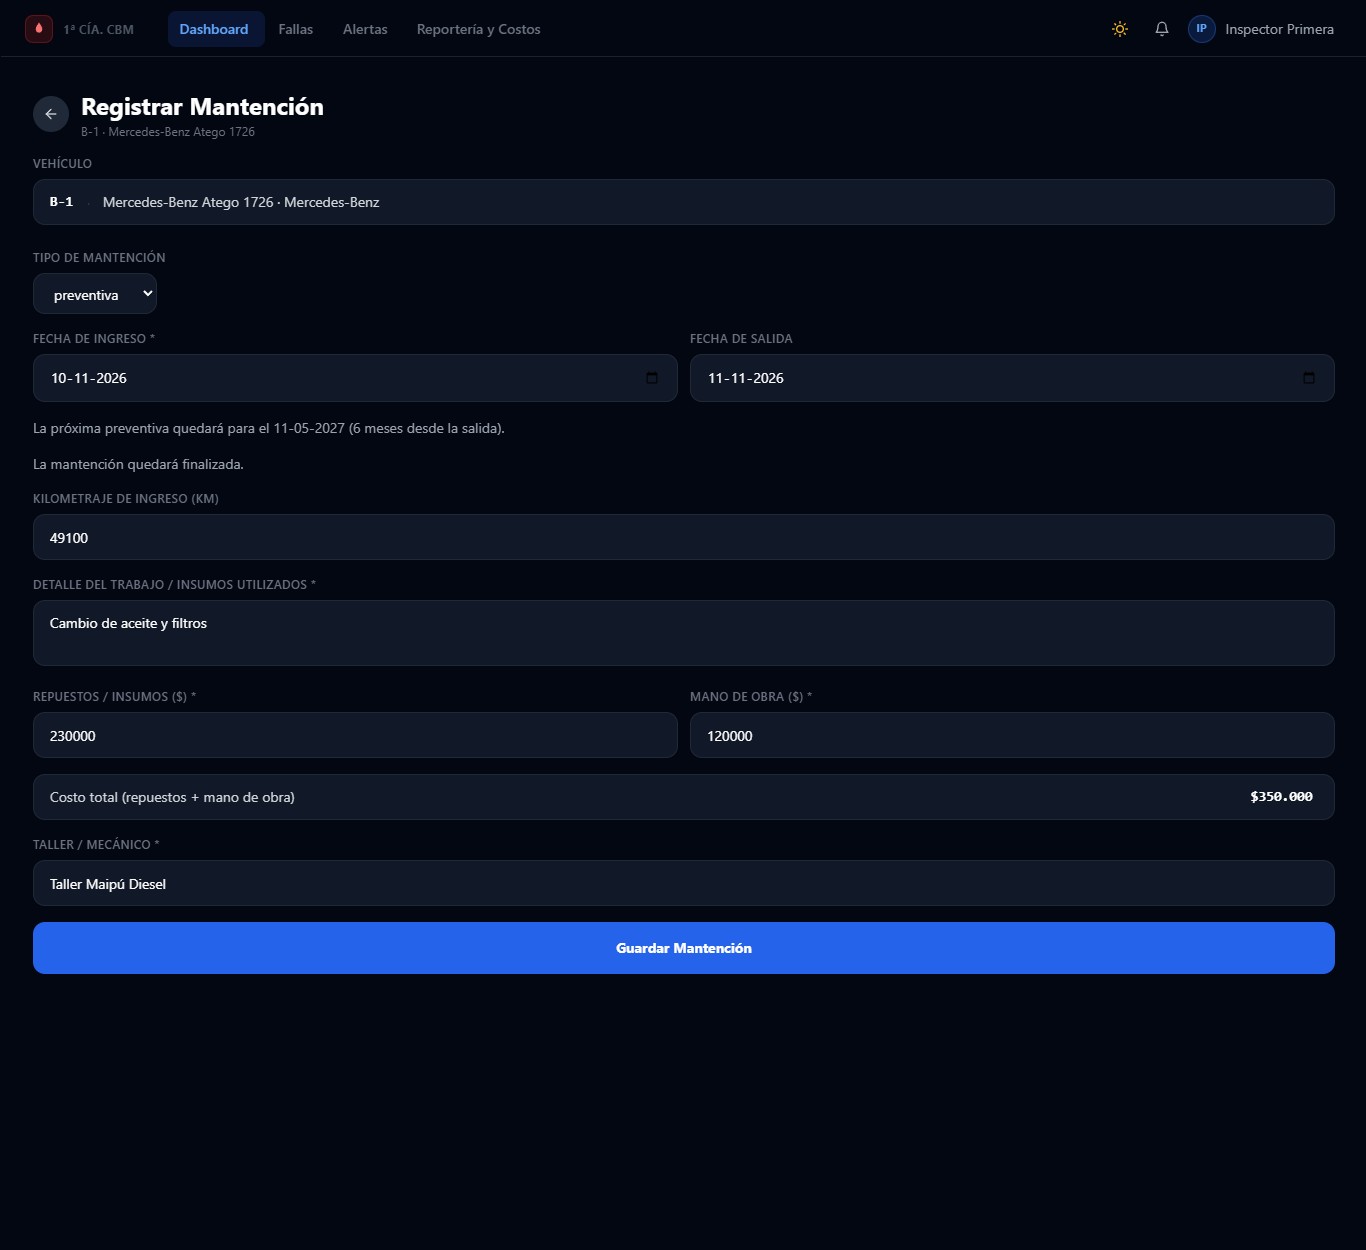 1ª CÍA. CBM
Dashboard
Fallas
Alertas
Reportería y Costos
IP
Inspector Primera
Registrar Mantención
B-1 · Mercedes-Benz Atego 1726
VEHÍCULO
B-1 · Mercedes-Benz Atego 1726 · Mercedes-Benz
TIPO DE MANTENCIÓN
preventiva
FECHA DE INGRESO *
10-11-2026
FECHA DE SALIDA
11-11-2026
La próxima preventiva quedará para el 11-05-2027 (6 meses desde la salida).
La mantención quedará finalizada.
KILOMETRAJE DE INGRESO (KM)
49100
DETALLE DEL TRABAJO / INSUMOS UTILIZADOS *
Cambio de aceite y filtros
REPUESTOS / INSUMOS ($) *
230000
MANO DE OBRA ($) *
120000
Costo total (repuestos + mano de obra)
$350.000
TALLER / MECÁNICO *
Taller Maipú Diesel
Guardar Mantención